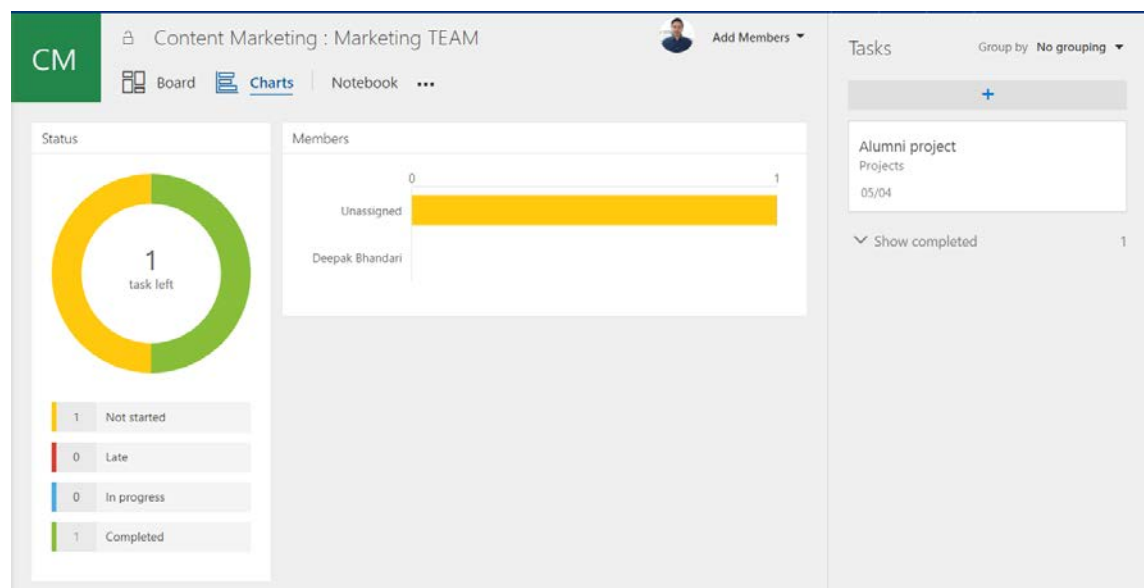 CM
Content Marketing : Marketing TEAM
Add Members
Board
Charts
Notebook
•••
Status
1
task left
1 Not started
0 Late
0 In progress
1 Completed
Members
0 1
Unassigned
Deepak Bhandari
Tasks
Group by No grouping
+
Alumni project
Projects
05/04
Show completed 1